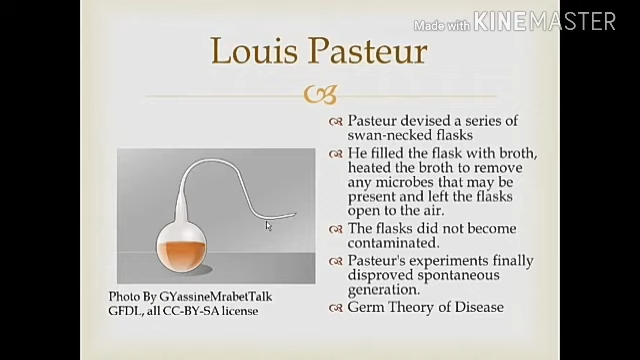 Made with KINEMASTER
Louis Pasteur
Pasteur devised a series of
swan-necked flasks
He filled the flask with broth,
heated the broth to remove
any microbes that may be
present and left the flasks
open to the air.
The flasks did not become
contaminated.
Pasteur's experiments finally
disproved spontaneous
generation.
Germ Theory of Disease
Photo By GYassineMrabetTalk
GFDL, all CC-BY-SA license